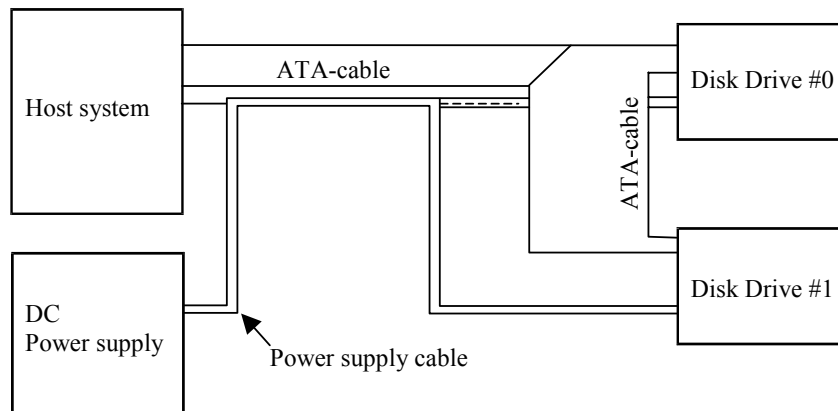 ATA-cable
Host system
Disk Drive #0
ATA-cable
DC
Power supply
Disk Drive #1
Power supply cable